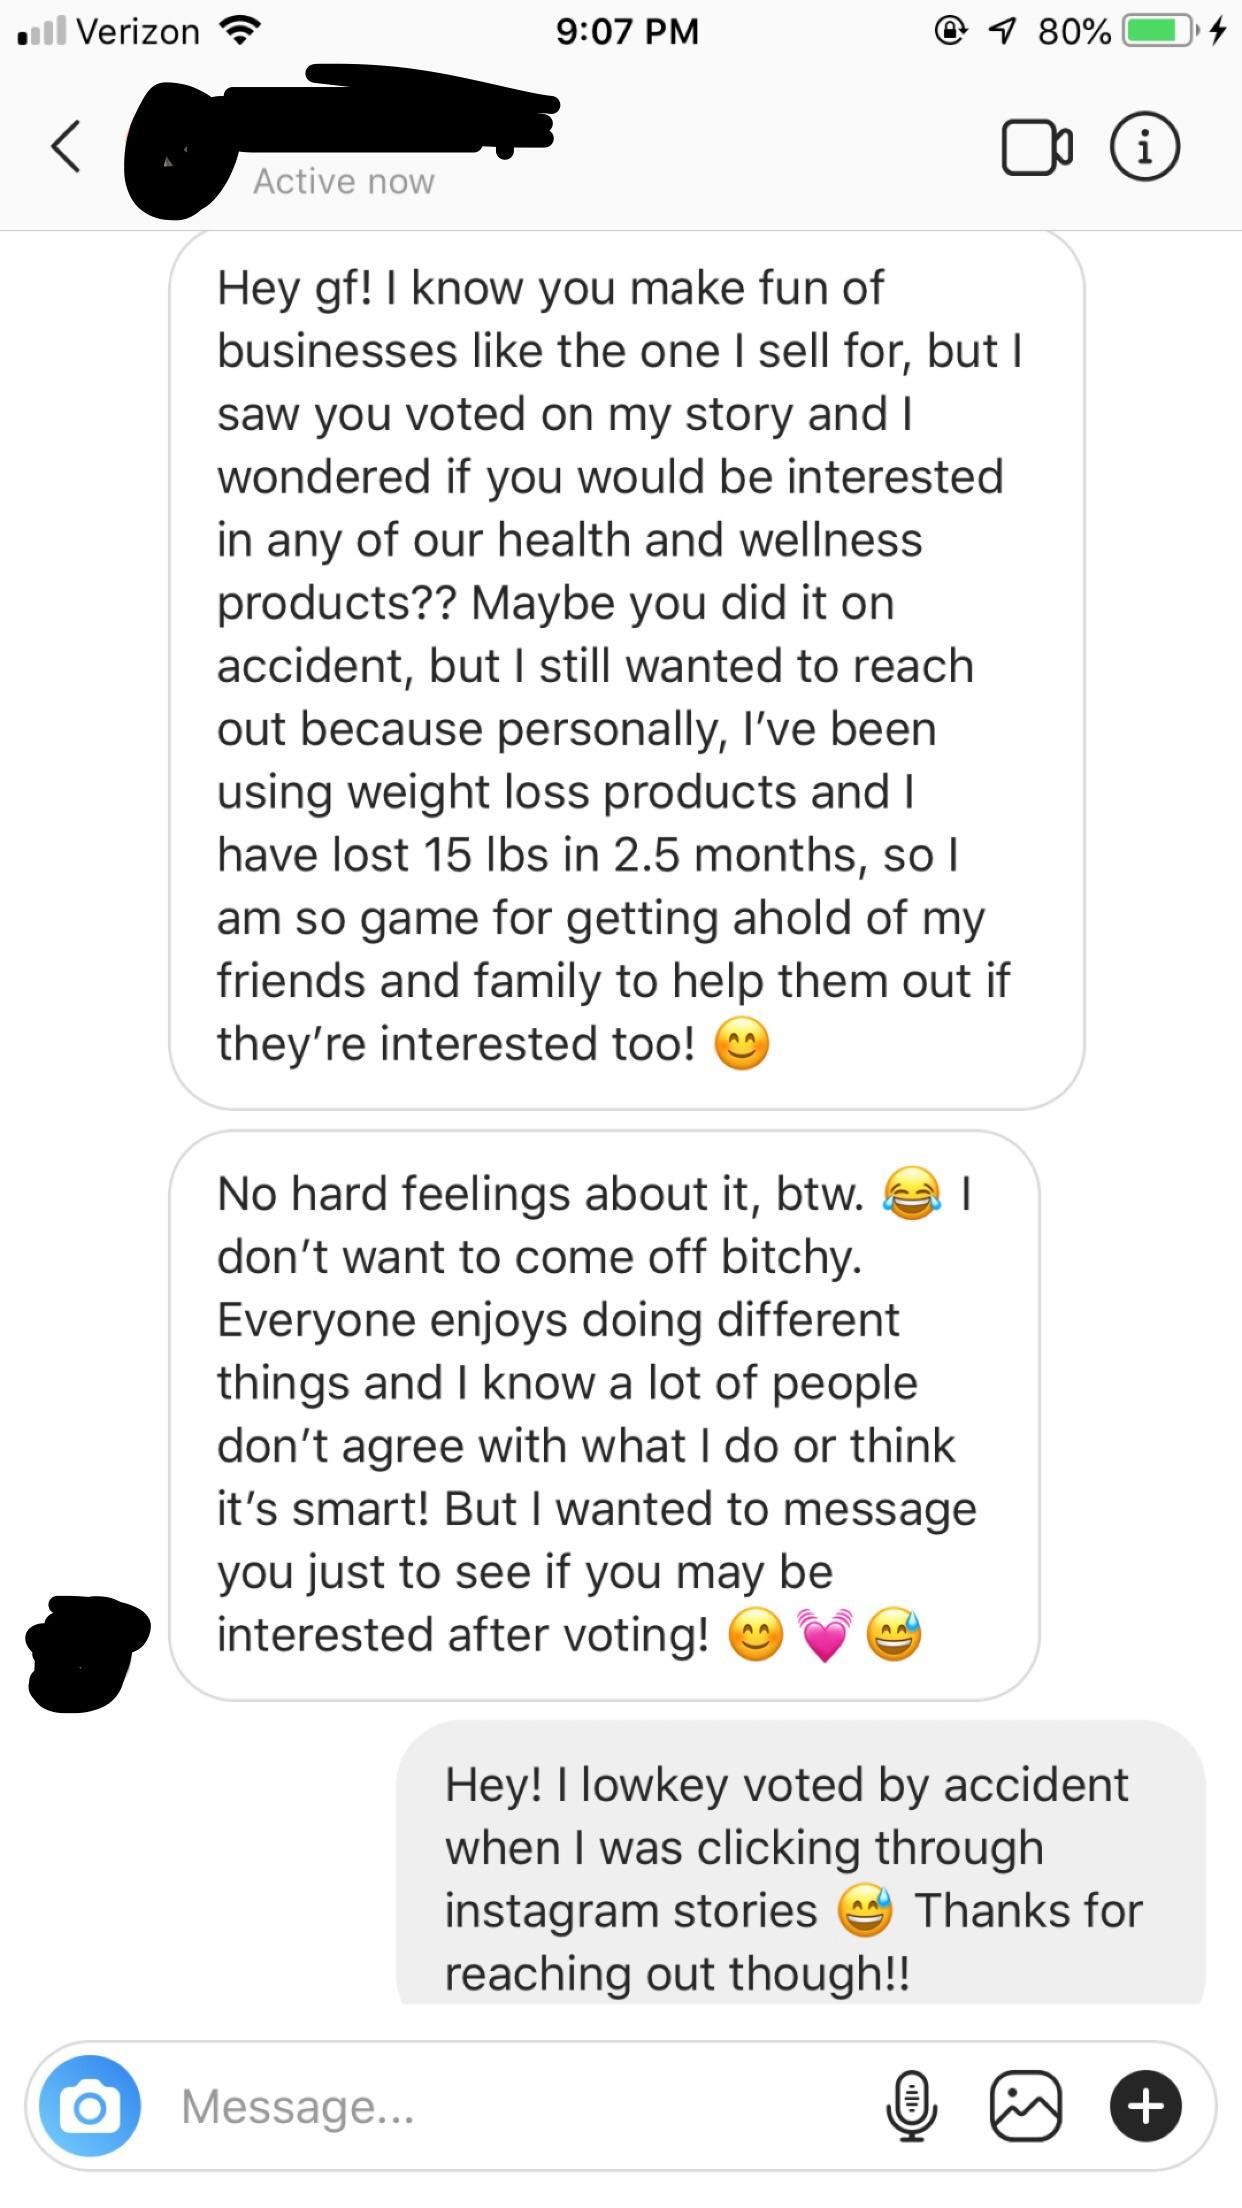 Verizon 9:07 PM 80%
Active now
Hey gf! I know you make fun of
businesses like the one I sell for, but I
saw you voted on my story and I
wondered if you would be interested
in any of our health and wellness
products?? Maybe you did it on
accident, but I still wanted to reach
out because personally, I’ve been
using weight loss products and I
have lost 15 lbs in 2.5 months, so I
am so game for getting ahold of my
friends and family to help them out if
they’re interested too! 😊
No hard feelings about it, btw. 😂 I
don’t want to come off bitchy.
Everyone enjoys doing different
things and I know a lot of people
don’t agree with what I do or think
it’s smart! But I wanted to message
you just to see if you may be
interested after voting! 😊 💓 😅
Hey! I lowkey voted by accident
when I was clicking through
instagram stories 😅 Thanks for
reaching out though!!
Message...